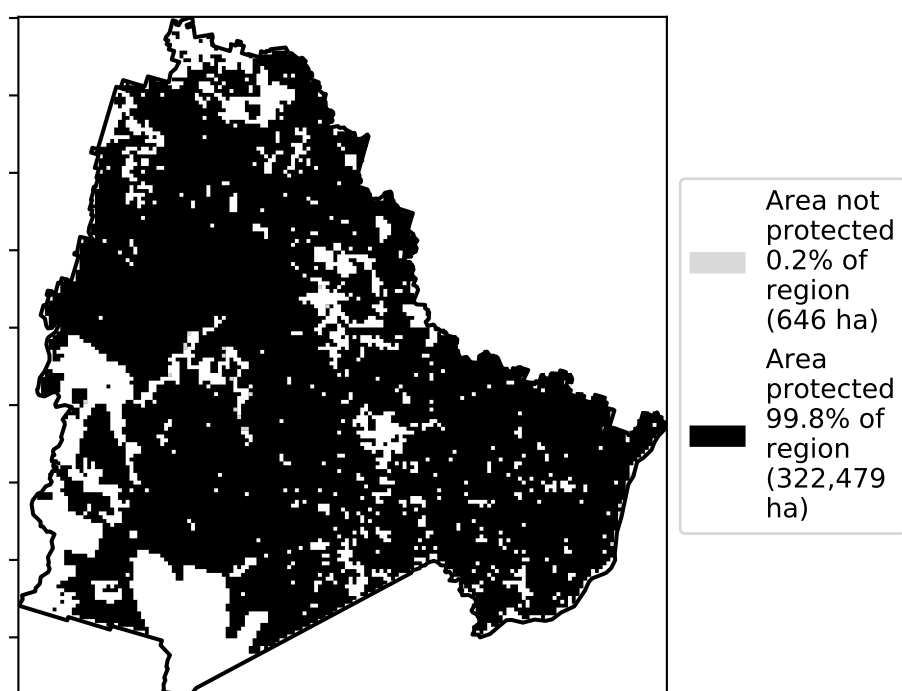 Area not
protected
0.2% of
region
(646 ha)
Area
protected
99.8% of
region
(322,479
ha)